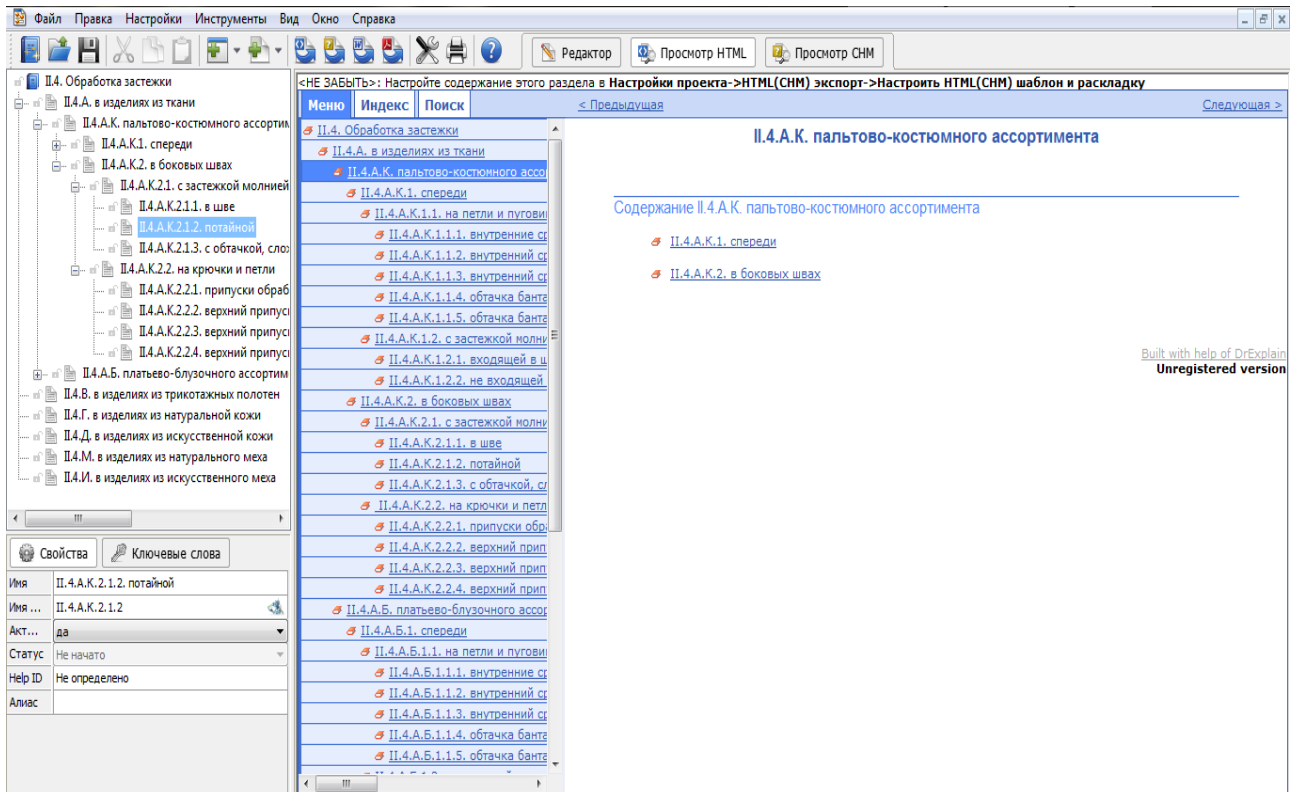 Файл Правка Настройки Инструменты Вид Окно Справка
Редактор Просмотр HTML Просмотр CHM
II.4. Обработка застежки
II.4.А. в изделиях из ткани
II.4.А.К. пальтово-костюмного ассортим
II.4.А.К.1. спереди
II.4.А.К.2. в боковых швах
II.4.А.К.2.1. с застежкой молнией
II.4.А.К.2.1.1. в шве
II.4.А.К.2.1.2. потайной
II.4.А.К.2.1.3. с обтачкой, сло
II.4.А.К.2.2. на крючки и петли
II.4.А.К.2.2.1. припуски обраб
II.4.А.К.2.2.2. верхний припус
II.4.А.К.2.2.3. верхний припус
II.4.А.К.2.2.4. верхний припус
II.4.А.Б. платьево-блузочного ассортим
II.4.В. в изделиях из трикотажных полотен
II.4.Г. в изделиях из натуральной кожи
II.4.Д. в изделиях из искусственной кожи
II.4.М. в изделиях из натурального меха
II.4.И. в изделиях из искусственного меха
Свойства Ключевые слова
Имя II.4.А.К.2.1.2. потайной
Имя ... II.4.А.К.2.1.2
Акт... да
Статус Не начато
Help ID Не определено
Алиас
<НЕ ЗАБЫТЬ>: Настройте содержание этого раздела в Настройки проекта->HTML(CHM) экспорт->Настроить HTML(CHM) шаблон и раскладку
Меню Индекс Поиск < Предыдущая Следующая >
II.4. Обработка застежки
II.4.А. в изделиях из ткани
II.4.А.К. пальтово-костюмного ассо
II.4.А.К.1. спереди
II.4.А.К.1.1. на петли и пугови
II.4.А.К.1.1.1. внутренние ср
II.4.А.К.1.1.2. внутренний ср
II.4.А.К.1.1.3. внутренний ср
II.4.А.К.1.1.4. обтачка банта
II.4.А.К.1.1.5. обтачка банта
II.4.А.К.1.2. с застежкой молни
II.4.А.К.1.2.1. входящей в ш
II.4.А.К.1.2.2. не входящей
II.4.А.К.2. в боковых швах
II.4.А.К.2.1. с застежкой молни
II.4.А.К.2.1.1. в шве
II.4.А.К.2.1.2. потайной
II.4.А.К.2.1.3. с обтачкой, сл
II.4.А.К.2.2. на крючки и петл
II.4.А.К.2.2.1. припуски обра
II.4.А.К.2.2.2. верхний прип
II.4.А.К.2.2.3. верхний прип
II.4.А.К.2.2.4. верхний прип
II.4.А.Б. платьево-блузочного ассор
II.4.А.Б.1. спереди
II.4.А.Б.1.1. на петли и пугови
II.4.А.Б.1.1.1. внутренние ср
II.4.А.Б.1.1.2. внутренний ср
II.4.А.Б.1.1.3. внутренний ср
II.4.А.Б.1.1.4. обтачка банта
II.4.А.Б.1.1.5. обтачка банта
II.4.А.К. пальтово-костюмного ассортимента
Содержание II.4.А.К. пальтово-костюмного ассортимента
II.4.А.К.1. спереди
II.4.А.К.2. в боковых швах
Built with help of DrExplain
Unregistered version